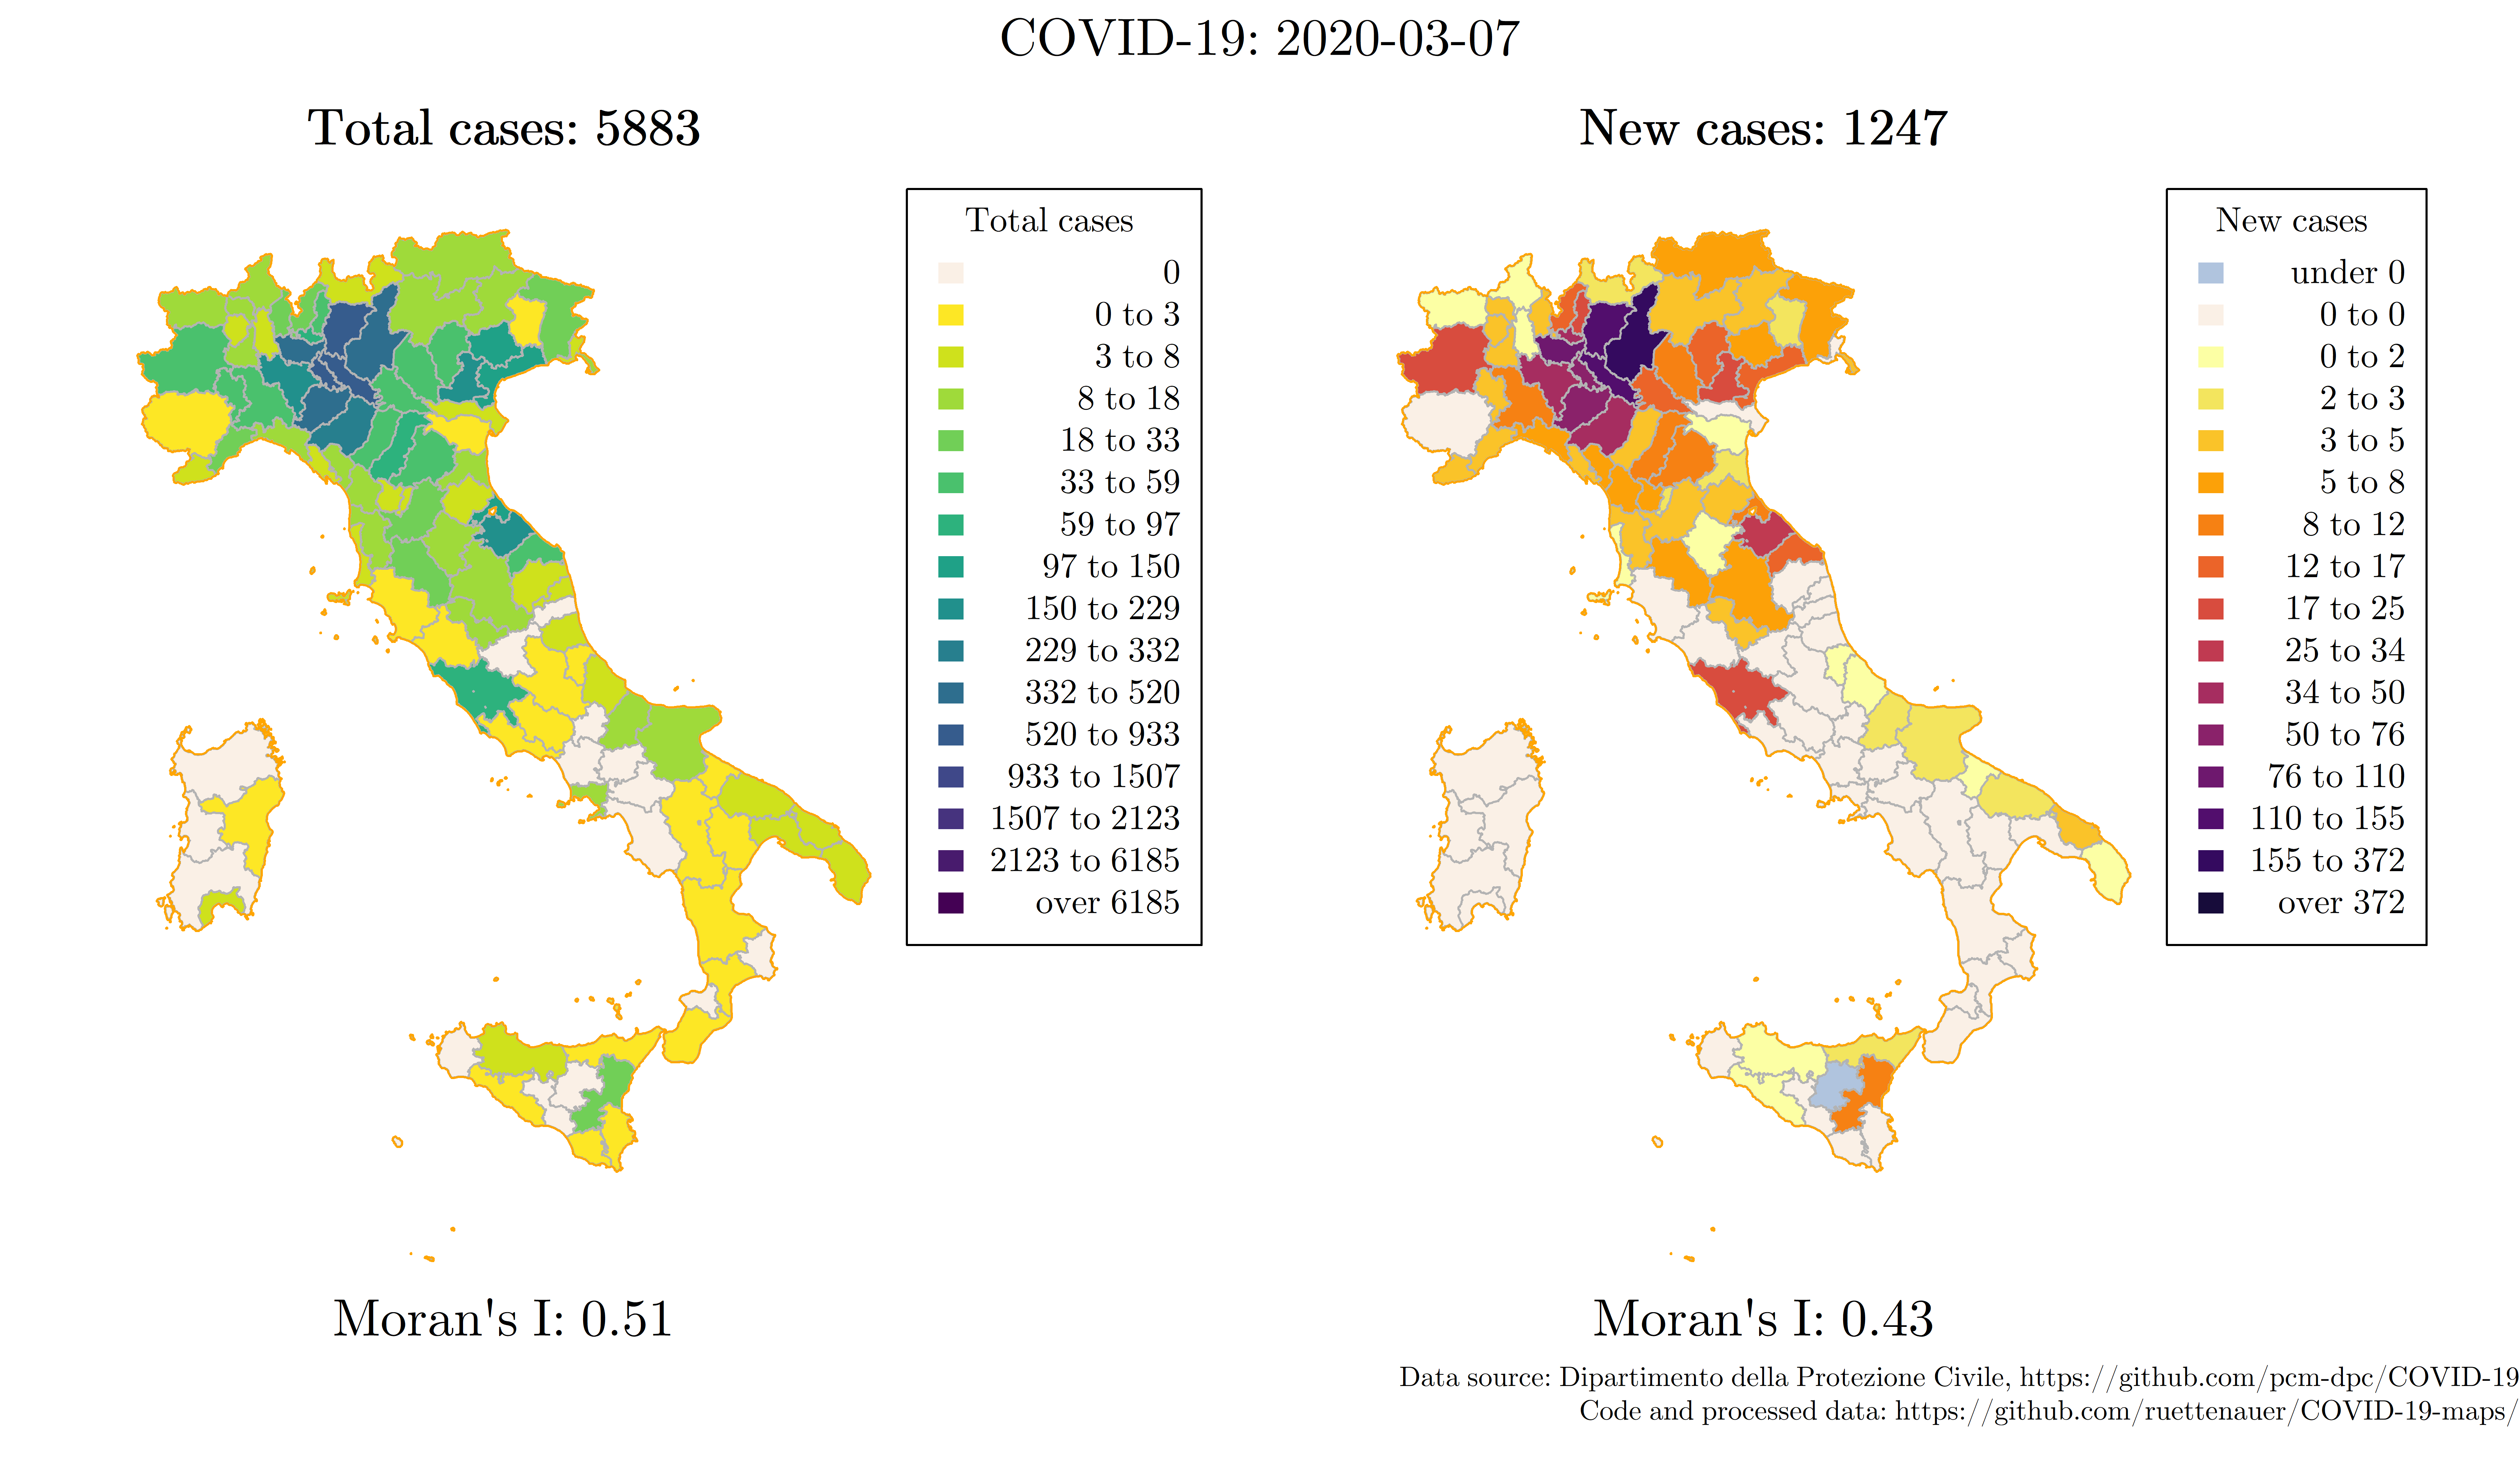 COVID-19: 2020-03-07
Total cases: 5883
Total cases
0
0 to 3
3 to 8
8 to 18
18 to 33
33 to 59
59 to 97
97 to 150
150 to 229
229 to 332
332 to 520
520 to 933
933 to 1507
1507 to 2123
2123 to 6185
over 6185
Moran's I: 0.51
New cases: 1247
New cases
under 0
0 to 0
0 to 2
2 to 3
3 to 5
5 to 8
8 to 12
12 to 17
17 to 25
25 to 34
34 to 50
50 to 76
76 to 110
110 to 155
155 to 372
over 372
Moran's I: 0.43
Data source: Dipartimento della Protezione Civile, https://github.com/pcm-dpc/COVID-19
Code and processed data: https://github.com/ruettenauer/COVID-19-maps/